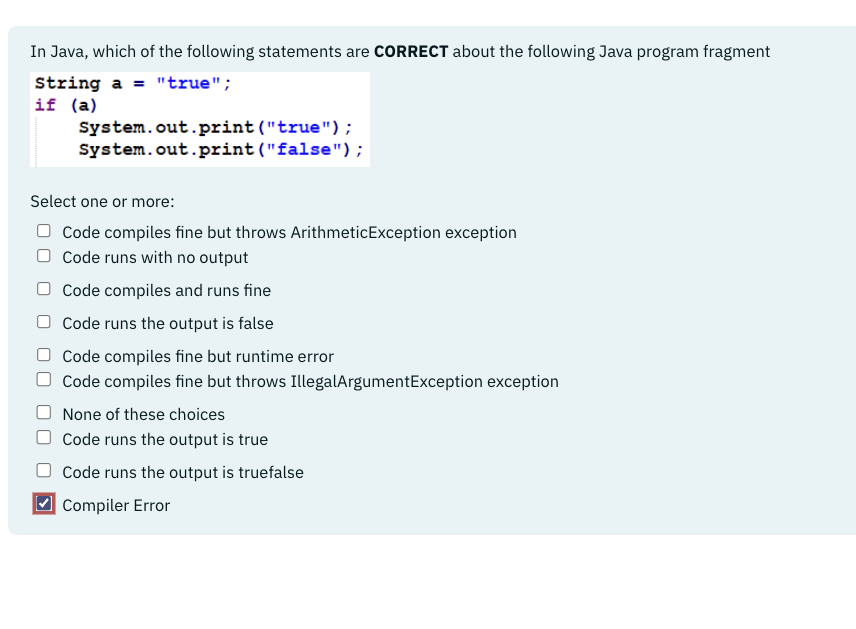 In Java, which of the following statements are CORRECT about the following Java program fragment
String a = "true";
if (a)
System.out.print("true");
System.out.print("false");
Select one or more:
Code compiles fine but throws ArithmeticException exception
Code runs with no output
Code compiles and runs fine
Code runs the output is false
Code compiles fine but runtime error
Code compiles fine but throws IllegalArgumentException exception
None of these choices
Code runs the output is true
Code runs the output is truefalse
Compiler Error